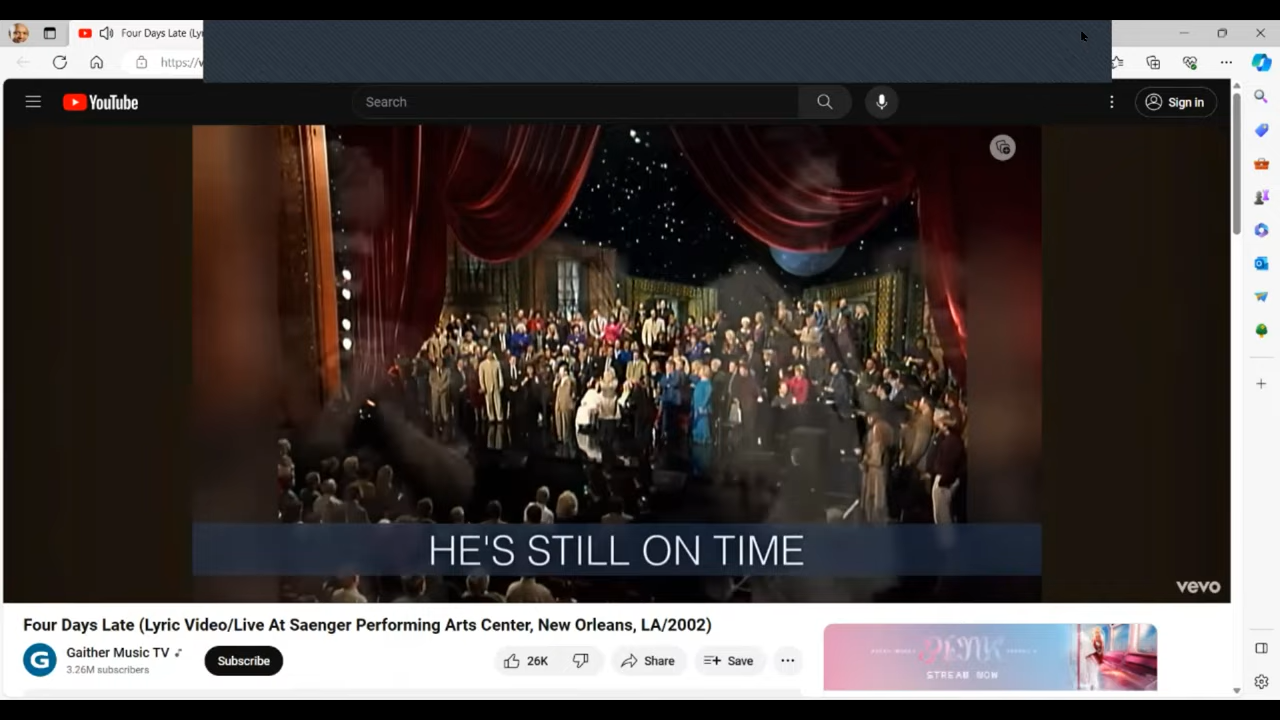 Four Days Late (Ly
https://w
YouTube
Search
Sign in
HE'S STILL ON TIME
vevo
Four Days Late (Lyric Video/Live At Saenger Performing Arts Center, New Orleans, LA/2002)
Gaither Music TV
3.26M subscribers
Subscribe
26K
Share
Save
STREAM NOW